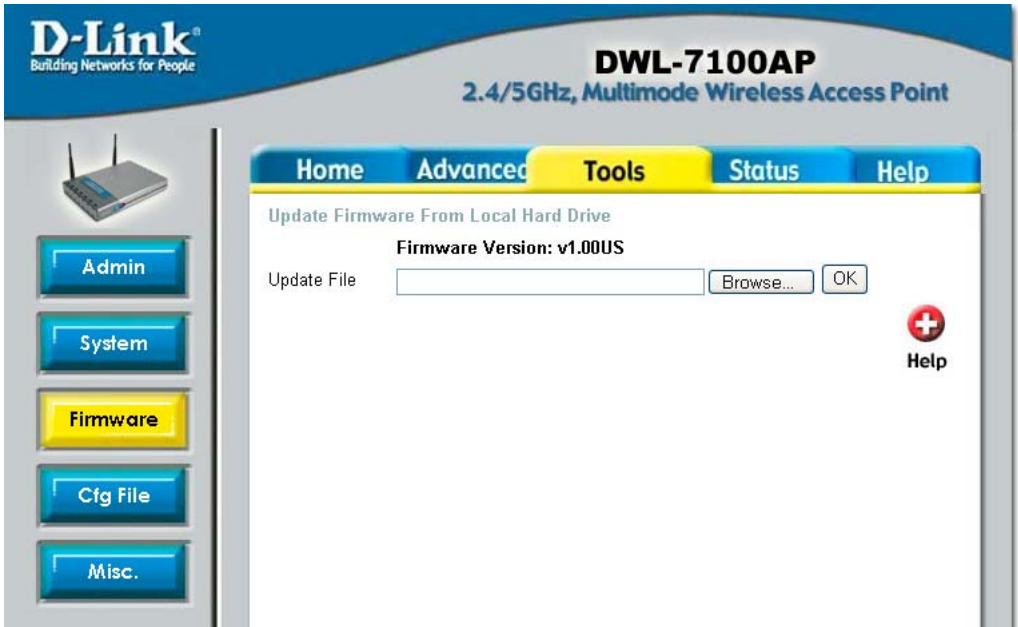 D-Link®
Building Networks for People
DWL-7100AP
2.4/5GHz, Multimode Wireless Access Point
Home Advanced Tools Status Help
Update Firmware From Local Hard Drive
Firmware Version: v1.00US
Update File Browse... OK
Help
Admin
System
Firmware
Cfg File
Misc.